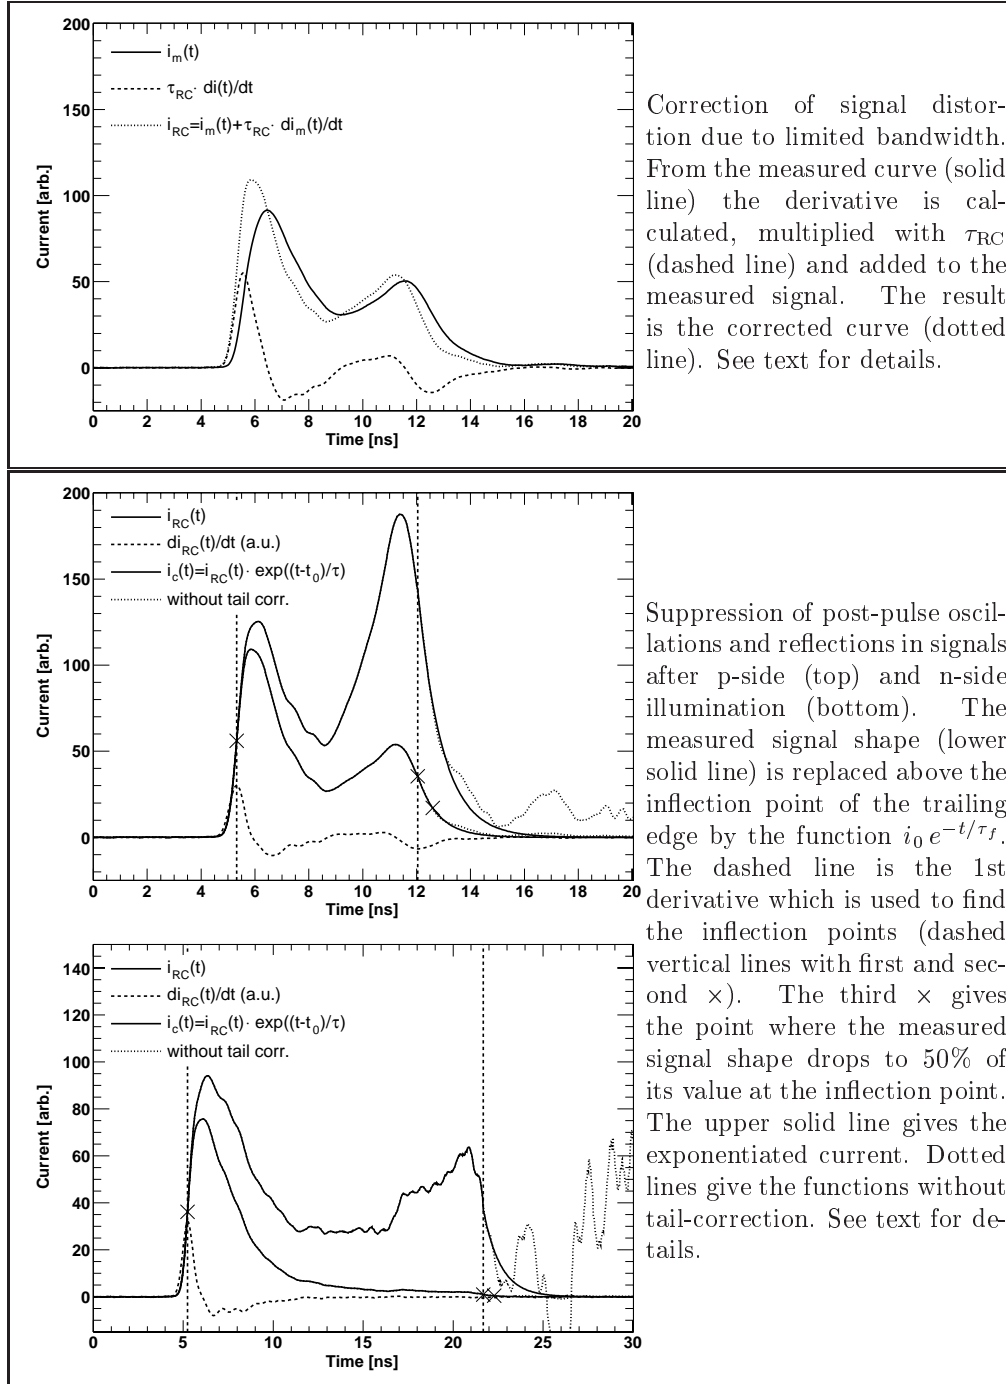 200
150
100
50
0
Current [arb.]
i_m(t)
τ_RC· di(t)/dt
i_RC=i_m(t)+τ_RC· di_m(t)/dt
0 2 4 6 8 10 12 14 16 18 20
Time [ns]
Correction of signal distor-
tion due to limited bandwidth.
From the measured curve (solid
line) the derivative is cal-
culated, multiplied with τ_RC
(dashed line) and added to the
measured signal. The result
is the corrected curve (dotted
line). See text for details.
200
150
100
50
0
Current [arb.]
i_RC(t)
di_RC(t)/dt (a.u.)
i_c(t)=i_RC(t)· exp((t-t_0)/τ)
without tail corr.
0 2 4 6 8 10 12 14 16 18 20
Time [ns]
140
120
100
80
60
40
20
0
Current [arb.]
i_RC(t)
di_RC(t)/dt (a.u.)
i_c(t)=i_RC(t)· exp((t-t_0)/τ)
without tail corr.
0 5 10 15 20 25 30
Time [ns]
Suppression of post-pulse oscil-
lations and reflections in signals
after p-side (top) and n-side
illumination (bottom). The
measured signal shape (lower
solid line) is replaced above the
inflection point of the trailing
edge by the function i_0 e^{-t/τ_f}.
The dashed line is the 1st
derivative which is used to find
the inflection points (dashed
vertical lines with first and sec-
ond ×). The third × gives
the point where the measured
signal shape drops to 50% of
its value at the inflection point.
The upper solid line gives the
exponentiated current. Dotted
lines give the functions without
tail-correction. See text for de-
tails.